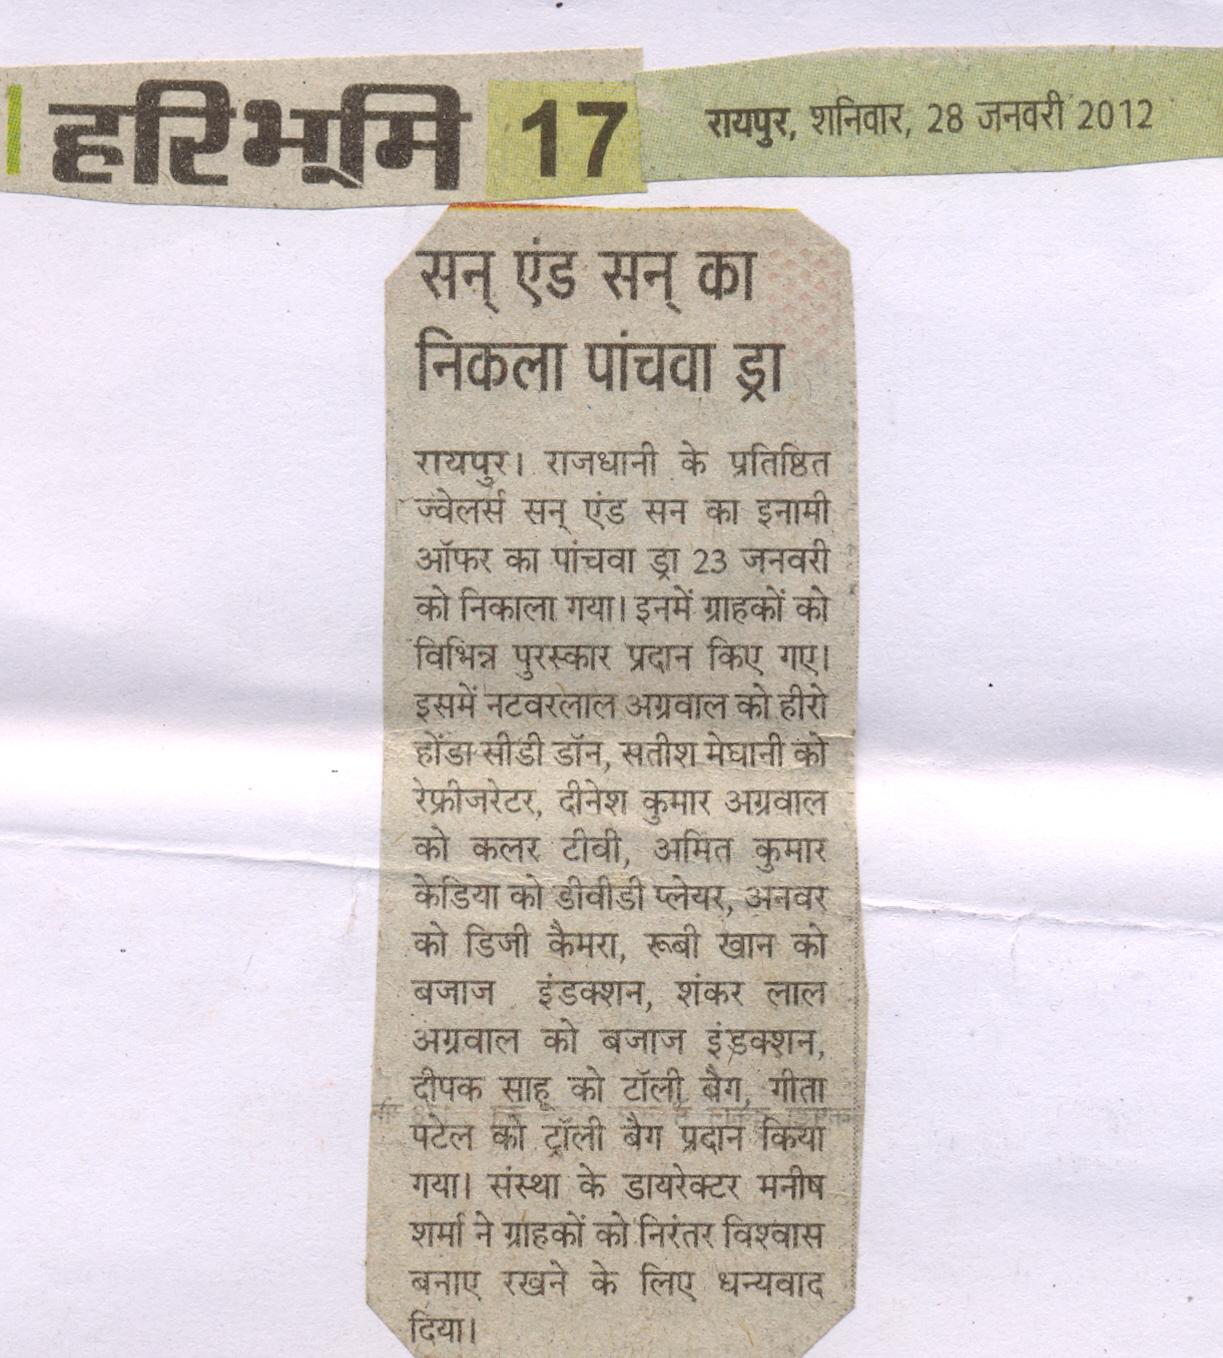 हरिभूमि 17 रायपुर, शनिवार, 28 जनवरी 2012
सन् एंड सन् का
निकला पांचवा ड्रा
रायपुर। राजधानी के प्रतिष्ठित
ज्वेलर्स सन् एंड सन का इनामी
ऑफर का पांचवा ड्रा 23 जनवरी
को निकाला गया। इनमें ग्राहकों को
विभिन्न पुरस्कार प्रदान किए गए।
इसमें नटवरलाल अग्रवाल को हीरो
होंडा सीडी डॉन, सतीश मेघानी को
रेफ्रीजरेटर, दीनेश कुमार अग्रवाल
को कलर टीवी, अमित कुमार
केडिया को डीवीडी प्लेयर, अनवर
को डिजी कैमरा, रूबी खान को
बजाज इंडक्शन, शंकर लाल
अग्रवाल को बजाज इंडक्शन,
दीपक साहू को टॉली बैग, गीता
पटेल को ट्रॉली बैग प्रदान किया
गया। संस्था के डायरेक्टर मनीष
शर्मा ने ग्राहकों को निरंतर विश्वास
बनाए रखने के लिए धन्यवाद
दिया।